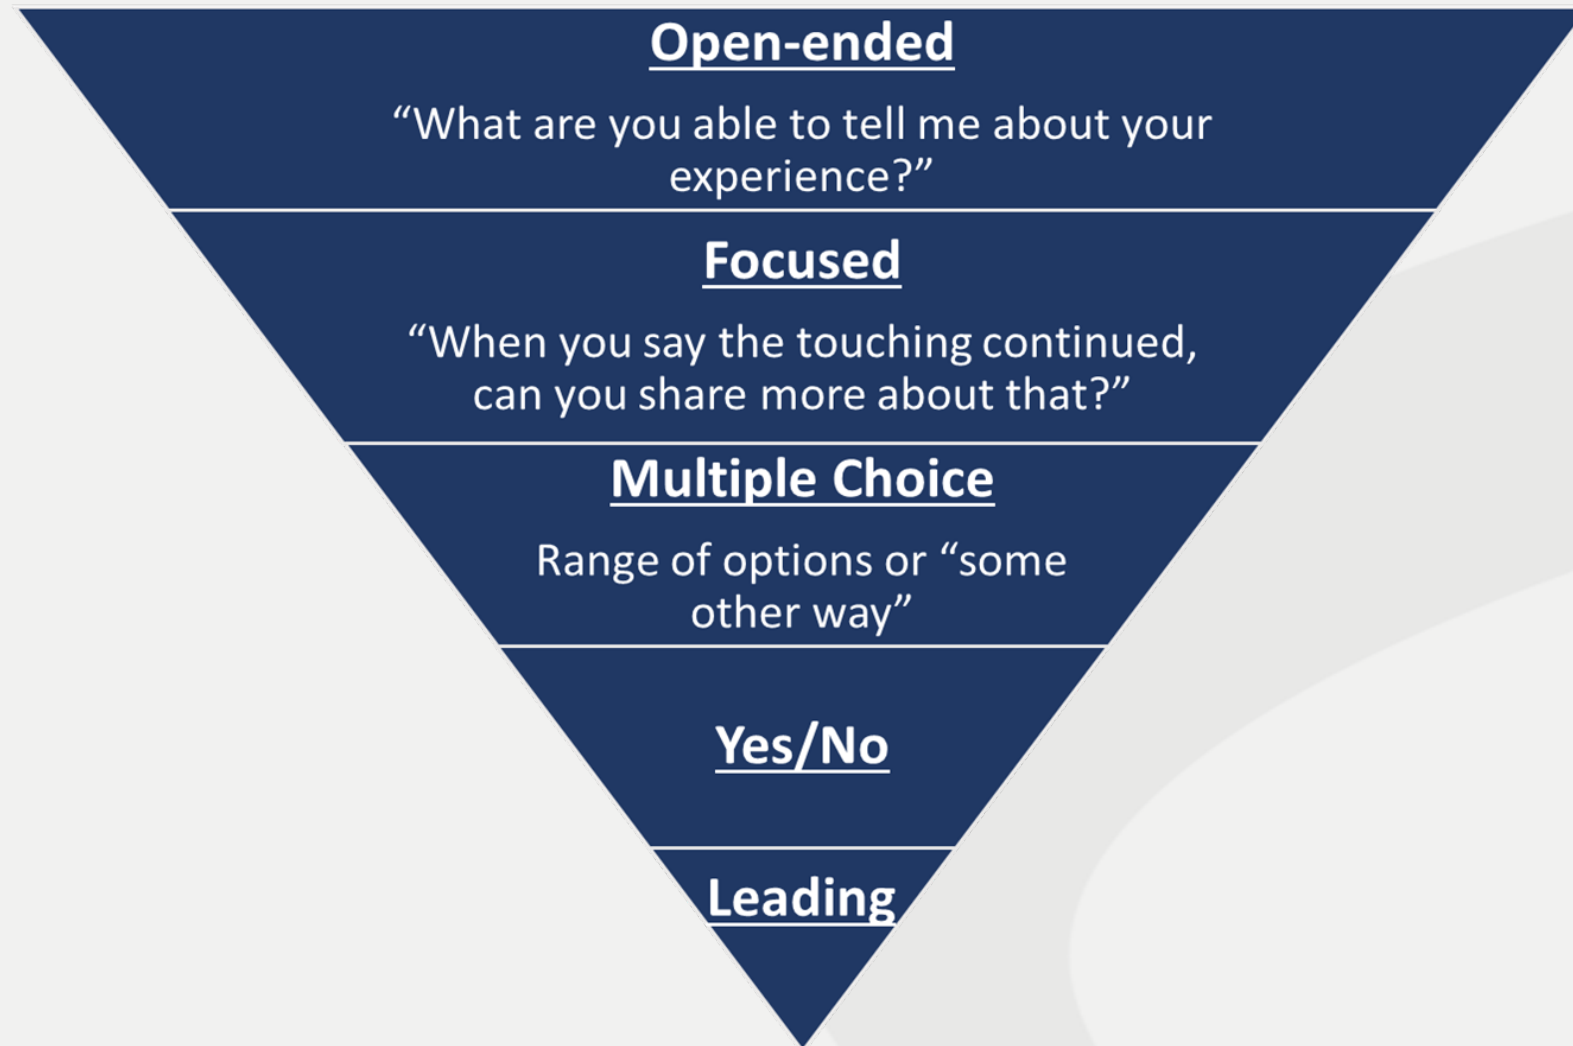 Open-ended
“What are you able to tell me about your
experience?”
Focused
“When you say the touching continued,
can you share more about that?”
Multiple Choice
Range of options or “some
other way”
Yes/No
Leading